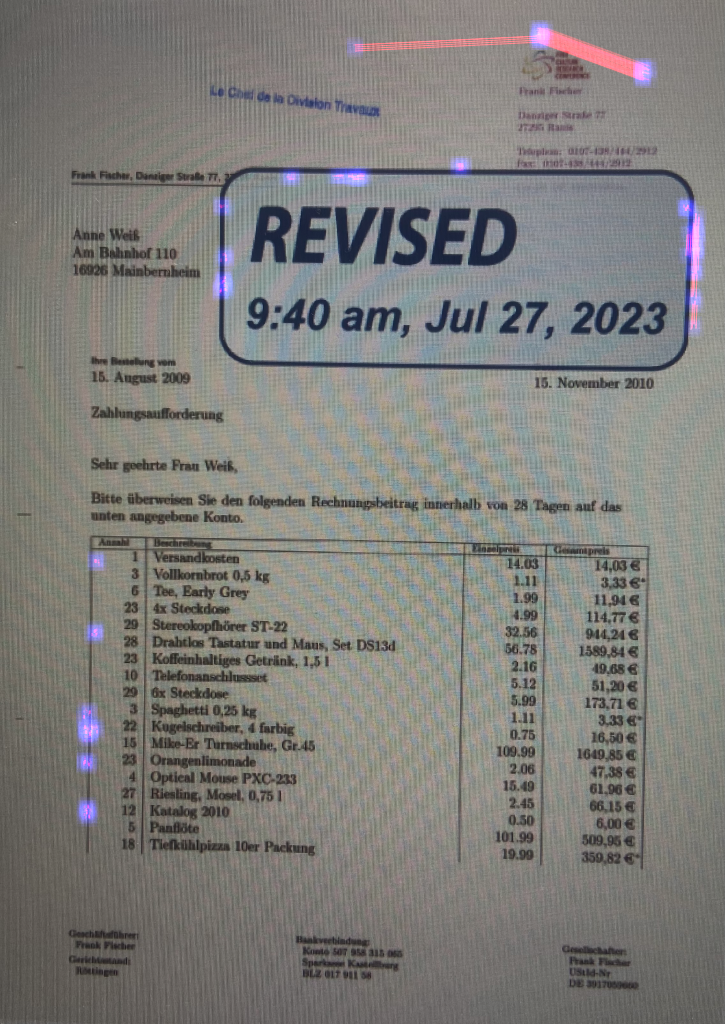 FREE
CULTURE
RESEARCH
CONFERENCE
Le Chef de la Division Travaux
Frank Fischer
Danziger Straße 77
27295 Ranis
Telephon: 0107-438/444/2912
Fax: 0107-438/444/2912
Frank Fischer, Danziger Straße 77,
REVISED
9:40 am, Jul 27, 2023
Anne Weiß
Am Bahnhof 110
16926 Mainbernheim
Ihre Bestellung vom
15. August 2009
15. November 2010
Zahlungsaufforderung
Sehr geehrte Frau Weiß,
Bitte überweisen Sie den folgenden Rechnungsbeitrag innerhalb von 28 Tagen auf das
unten angegebene Konto.
Anzahl Beschreibung Einzelpreis Gesamtpreis
1 Versandkosten 14.03 14,03 €
3 Vollkornbrot 0,5 kg 1.11 3,33 €*
6 Tee, Early Grey 1.99 11,94 €
23 4x Steckdose 4.99 114,77 €
29 Stereokopfhörer ST-22 32.56 944,24 €
28 Drahtlos Tastatur und Maus, Set DS13d 56.78 1589,84 €
23 Koffeinhaltiges Getränk, 1,5 l 2.16 49,68 €
10 Telefonanschlussset 5.12 51,20 €
29 6x Steckdose 5.99 173,71 €
3 Spaghetti 0,25 kg 1.11 3,33 €*
22 Kugelschreiber, 4 farbig 0.75 16,50 €
15 Mike-Er Turnschuhe, Gr.45 109.99 1649,85 €
23 Orangenlimonade 2.06 47,38 €
4 Optical Mouse PXC-233 15.49 61,96 €
27 Riesling, Mosel, 0,75 l 2.45 66,15 €
12 Katalog 2010 0.50 6,00 €
5 Panflöte 101.99 509,95 €
18 Tiefkühlpizza 10er Packung 19.99 359,82 €*
Geschäftsführer:
Frank Fischer
Gerichtsstand:
Röttingen
Bankverbindung:
Konto 507 958 315 065
Sparkasse Kastellburg
BLZ 017 911 58
Gesellschafter:
Frank Fischer
UStId-Nr
DE 3917059660